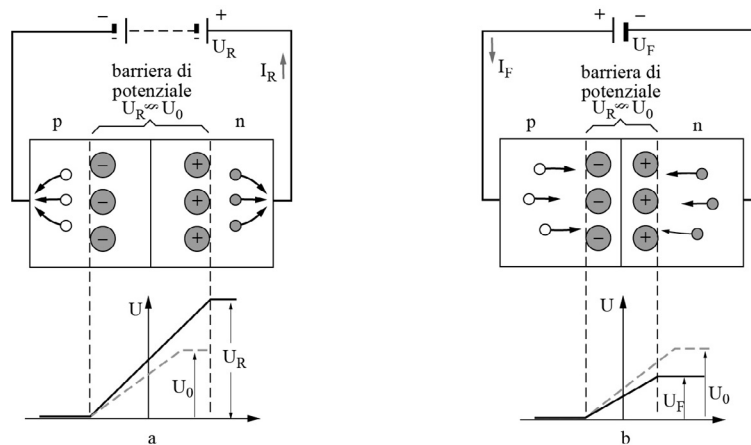 − +
U_R
I_R
barriera di
potenziale
U_R ∞ U_0
p n
− +
− +
− +
U
U_R
U_0
a
+ −
U_F
I_F
barriera di
potenziale
U_R ∞ U_0
p n
− +
− +
− +
U
U_F
U_0
b